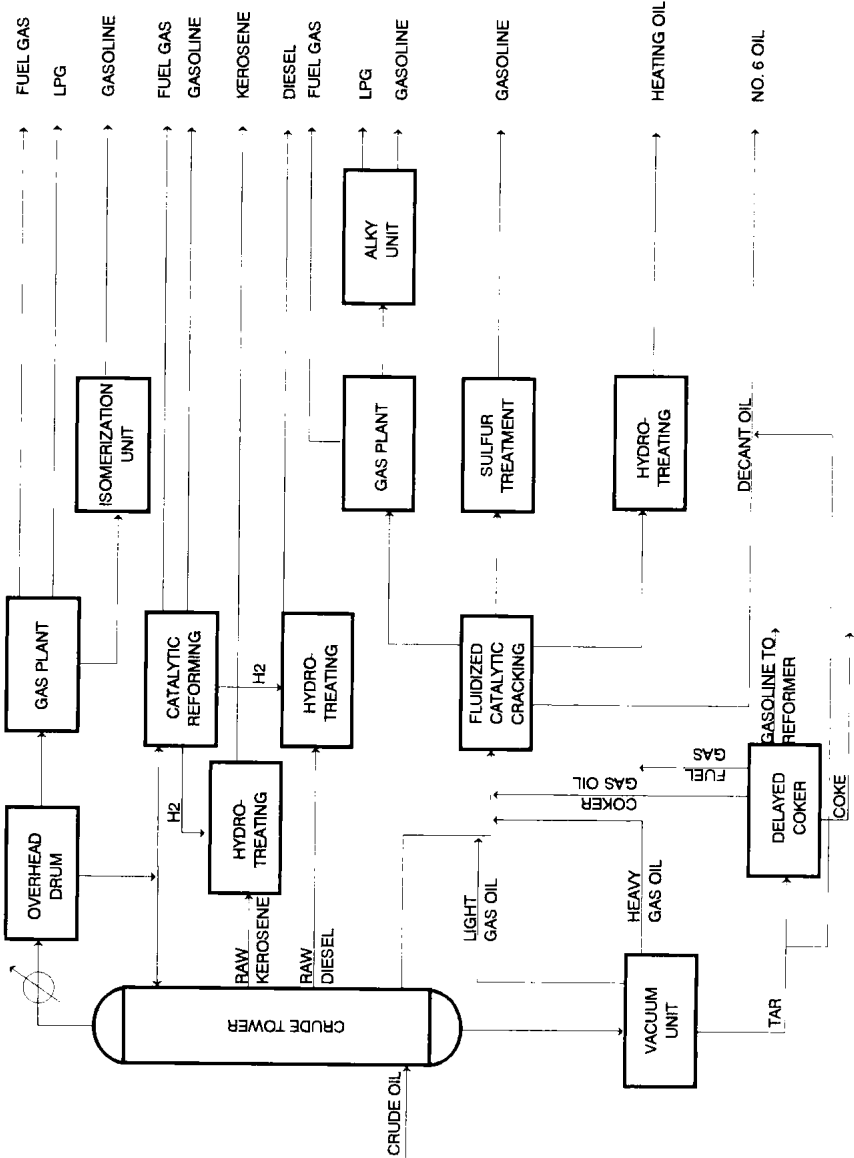 FUEL GAS
LPG
GASOLINE
FUEL GAS
GASOLINE
KEROSENE
DIESEL
FUEL GAS
LPG
GASOLINE
GASOLINE
HEATING OIL
NO. 6 OIL
ALKY
UNIT
ISOMERIZATION
UNIT
GAS PLANT
SULFUR
TREATMENT
HYDRO-
TREATING
DECANT OIL
GAS PLANT
CATALYTIC
REFORMING
H2
HYDRO-
TREATING
FLUIDIZED
CATALYTIC
CRACKING
GASOLINE TO
REFORMER
OVERHEAD
DRUM
H2
HYDRO-
TREATING
COKER
GAS OIL
FUEL
GAS
DELAYED
COKER
COKE
RAW
KEROSENE
RAW
DIESEL
LIGHT
GAS OIL
HEAVY
GAS OIL
CRUDE TOWER
VACUUM
UNIT
TAR
CRUDE OIL